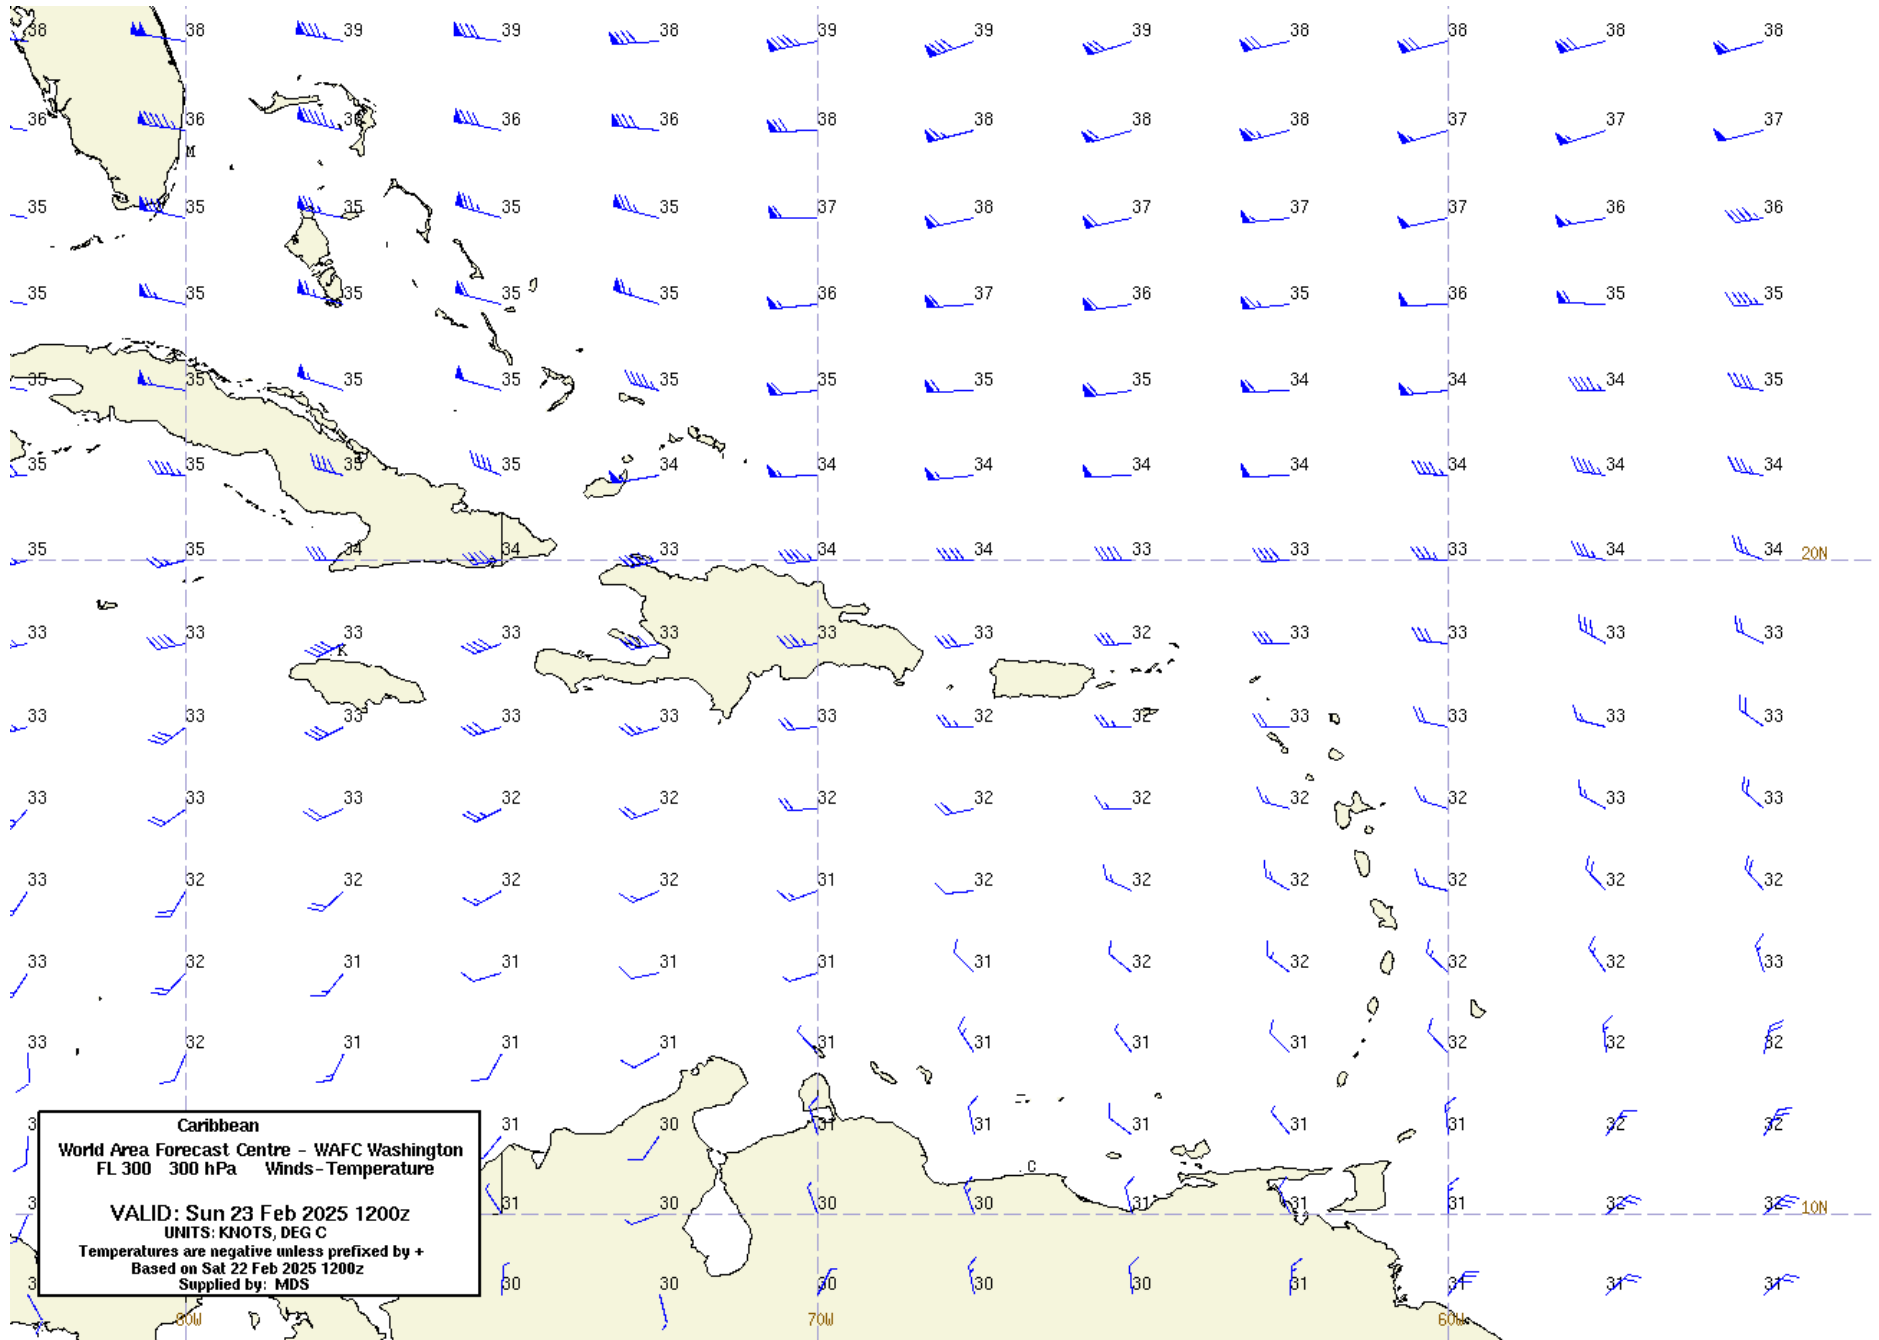 38 38 39 39 39 39 39 39 38 38 38 38
36 36 36 36 38 38 38 38 37 37 37
M
35 35 35 35 35 37 38 37 37 37 36 36
35 35 35 35 35 36 37 36 35 36 35 35
35 35 35 35 35 35 35 35 34 34 34 35
35 35 35 35 34 34 34 34 34 34 34 34
35 35 34 34 33 34 34 33 33 33 34 34 20N
33 33 33 33 33 33 33 32 33 33 33 33
K
33 33 33 33 33 33 32 32 33 33 33 33
33 33 33 32 32 32 32 32 32 32 33 33
33 32 32 32 32 31 32 32 32 32 32 32
33 32 31 31 31 31 31 32 32 32 32 33
33 32 31 31 31 31 31 31 31 32 32 32
31 30 31 31 31 31 31 32 32
C
31 30 30 30 31 31 31 32 32 10N
30 30 30 30 30 31 31 31 31
80W 70W 60W
Caribbean
World Area Forecast Centre - WAFC Washington
FL 300 300 hPa Winds-Temperature
VALID: Sun 23 Feb 2025 1200z
UNITS: KNOTS, DEG C
Temperatures are negative unless prefixed by +
Based on Sat 22 Feb 2025 1200z
Supplied by: MDS